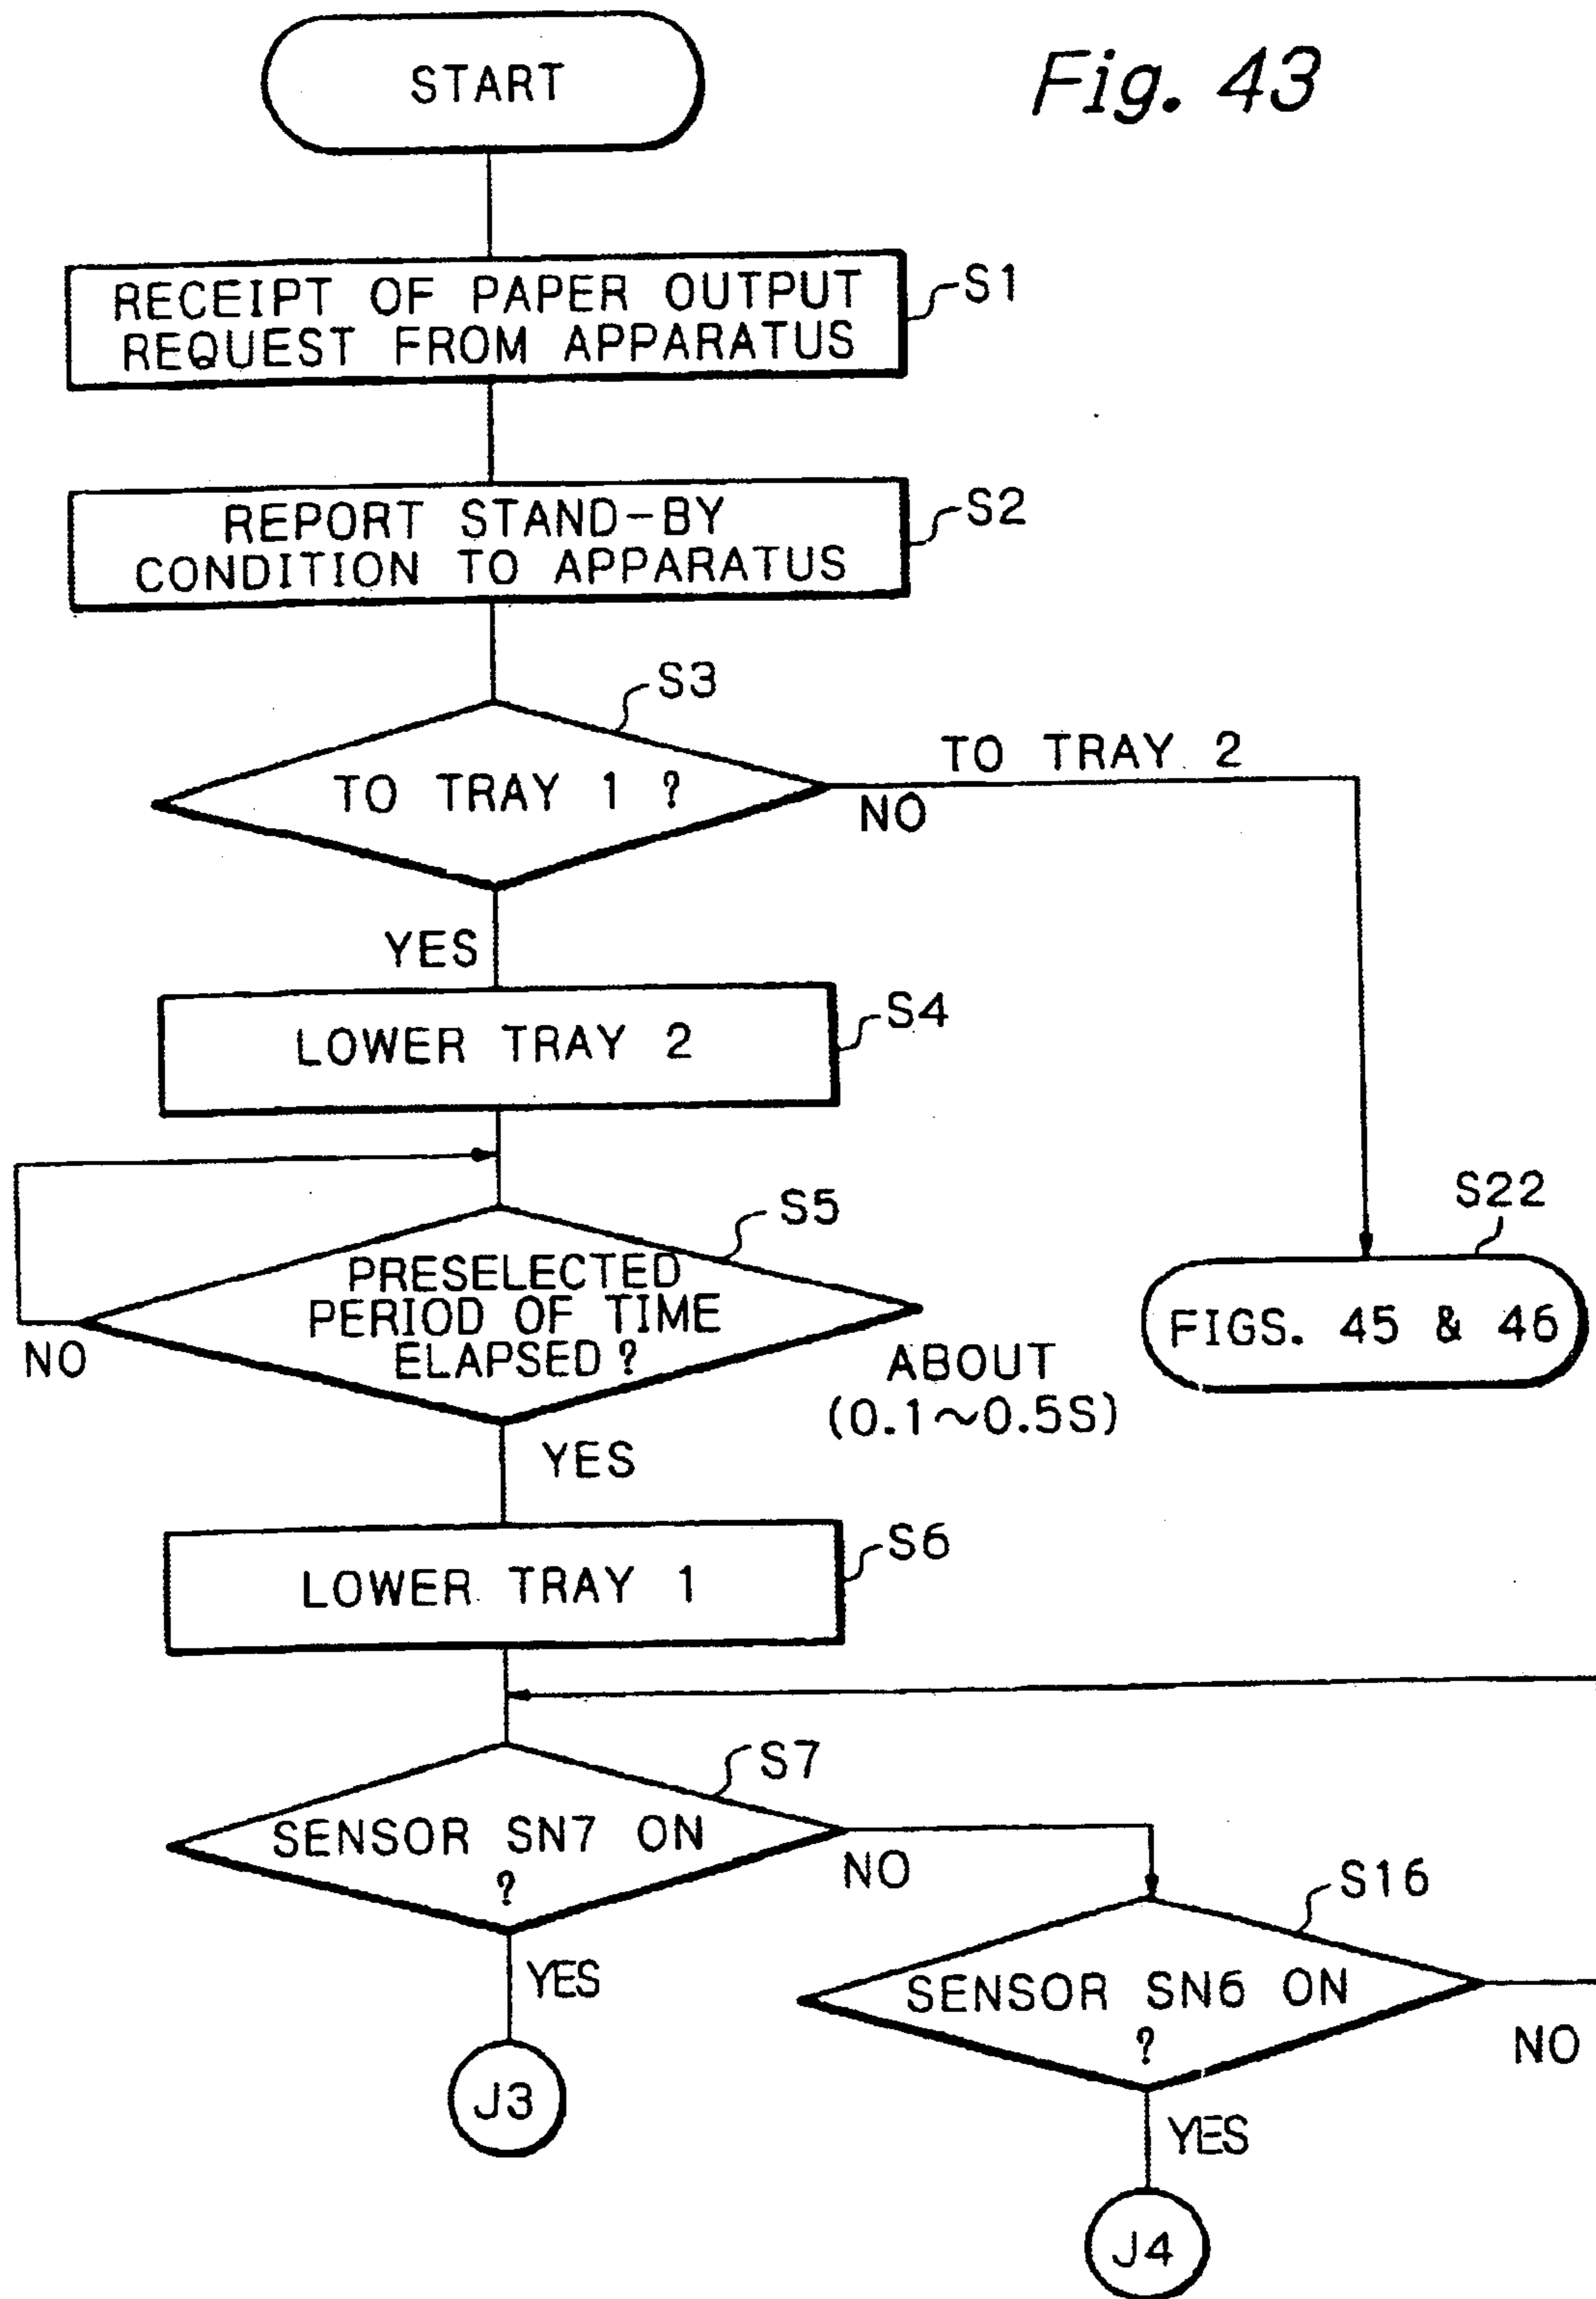 Fig. 43
START
RECEIPT OF PAPER OUTPUT
REQUEST FROM APPARATUS
S1
REPORT STAND-BY
CONDITION TO APPARATUS
S2
S3
TO TRAY 1 ?
TO TRAY 2
NO
YES
LOWER TRAY 2
S4
S5
PRESELECTED
PERIOD OF TIME
ELAPSED ?
NO
ABOUT
(0.1～0.5S)
S22
FIGS. 45 & 46
YES
LOWER TRAY 1
S6
S7
SENSOR SN7 ON
?
NO
YES
J3
S16
SENSOR SN6 ON
?
NO
YES
J4